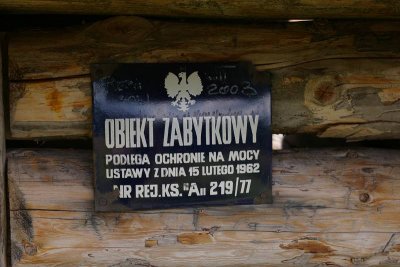 2003
OBIEKT ZABYTKOWY
PODLEGA OCHRONIE NA MOCY
USTAWY Z DNIA 15 LUTEGO 1962
NR REJ.KS."A" 219/77